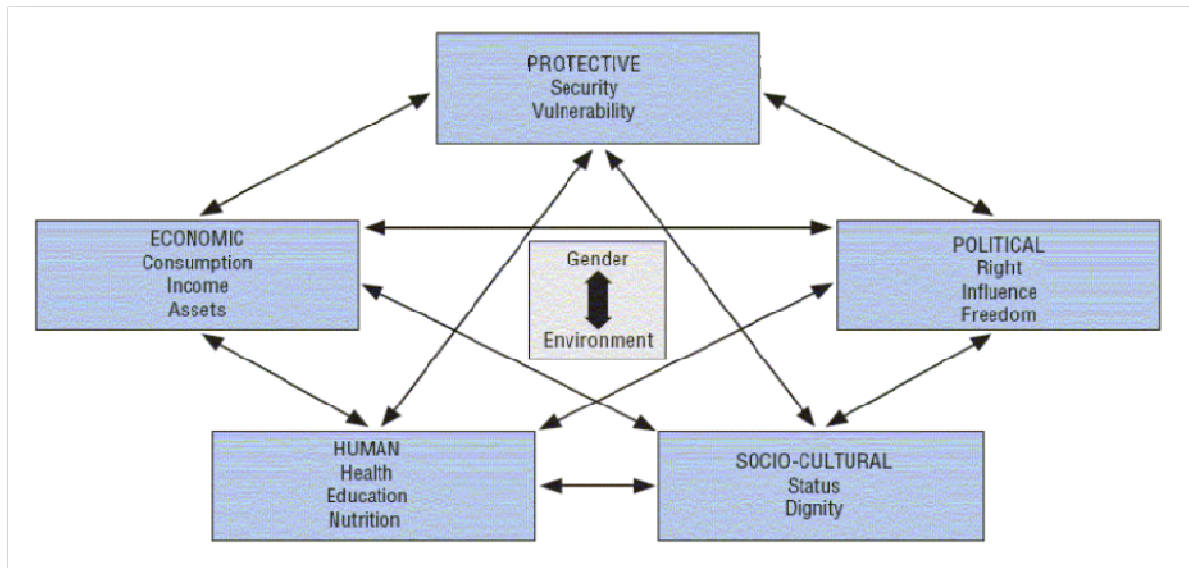 PROTECTIVE
Security
Vulnerability
ECONOMIC
Consumption
Income
Assets
Gender
Environment
POLITICAL
Right
Influence
Freedom
HUMAN
Health
Education
Nutrition
SOCIO-CULTURAL
Status
Dignity